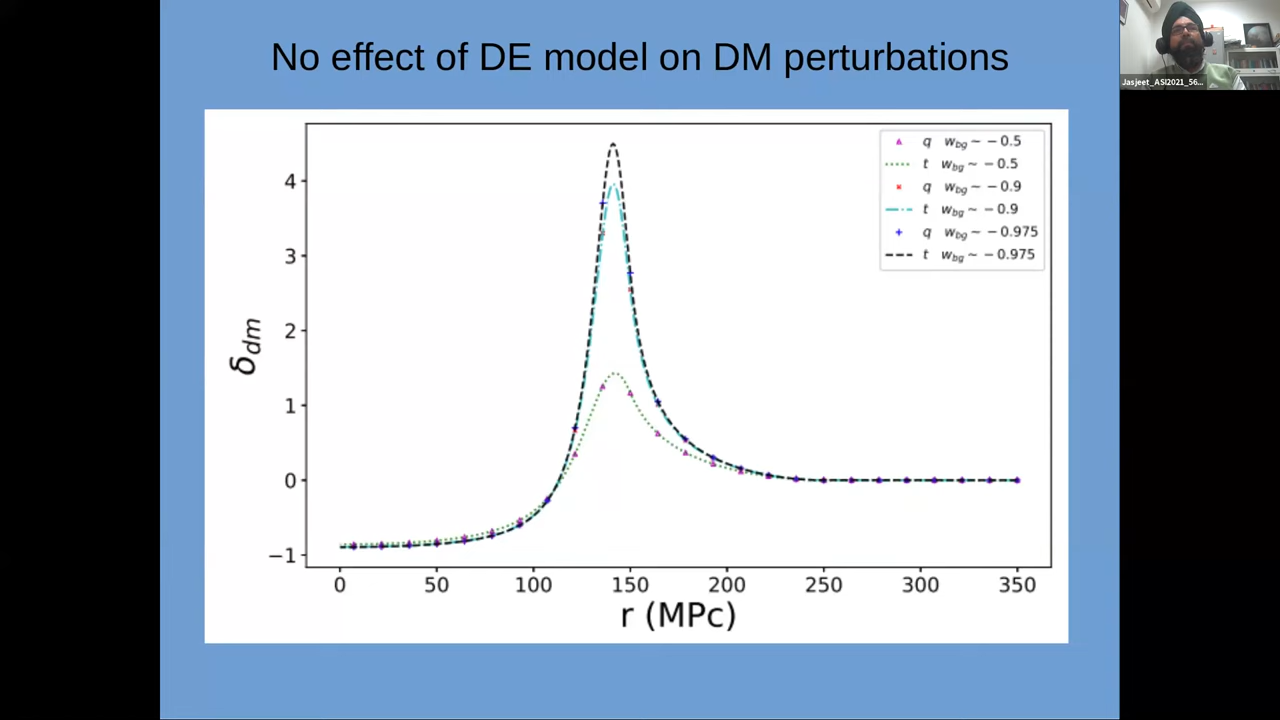 No effect of DE model on DM perturbations
Jasjeet_ASI2021_56...
q w_bg ~ −0.5
t w_bg ~ −0.5
q w_bg ~ −0.9
t w_bg ~ −0.9
q w_bg ~ −0.975
t w_bg ~ −0.975
4
3
2
1
0
−1
δ_dm
0 50 100 150 200 250 300 350
r (MPc)